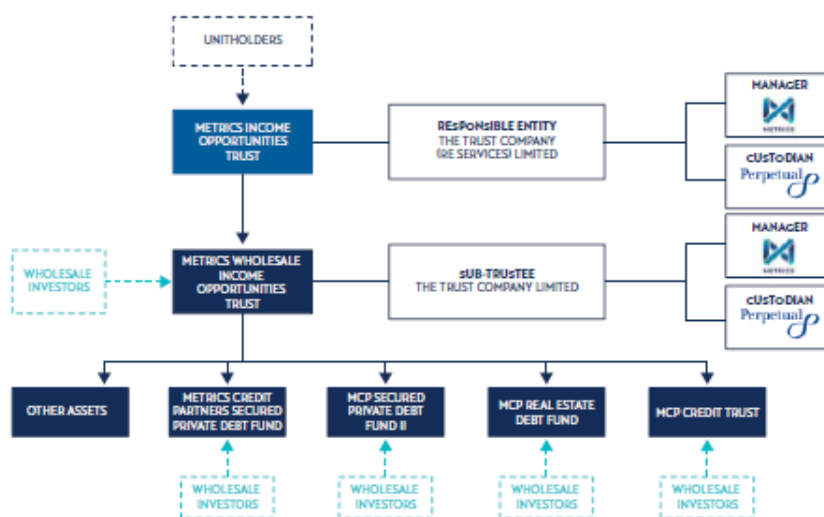 UNITHOLDERS
METRICS INCOME
OPPORTUNITIES
TRUST
REsPoNsIBLE ENTITY
THE TRUST COMPANY
(RE SERVICES) LIMITED
MANAGER
METRICS
cUsToDIAN
Perpetual
WHOLESALE
INVESTORS
METRICS WHOLESALE
INCOME
OPPORTUNITIES
TRUST
sUB-TRUsTEE
THE TRUST COMPANY LIMITED
MANAGER
METRICS
cUsToDIAN
Perpetual
OTHER ASSETS
METRICS CREDIT
PARTNERS SECURED
PRIVATE DEBT FUND
MCP SECURED
PRIVATE DEBT
FUND II
MCP REAL ESTATE
DEBT FUND
MCP CREDIT TRUST
WHOLESALE
INVESTORS
WHOLESALE
INVESTORS
WHOLESALE
INVESTORS
WHOLESALE
INVESTORS